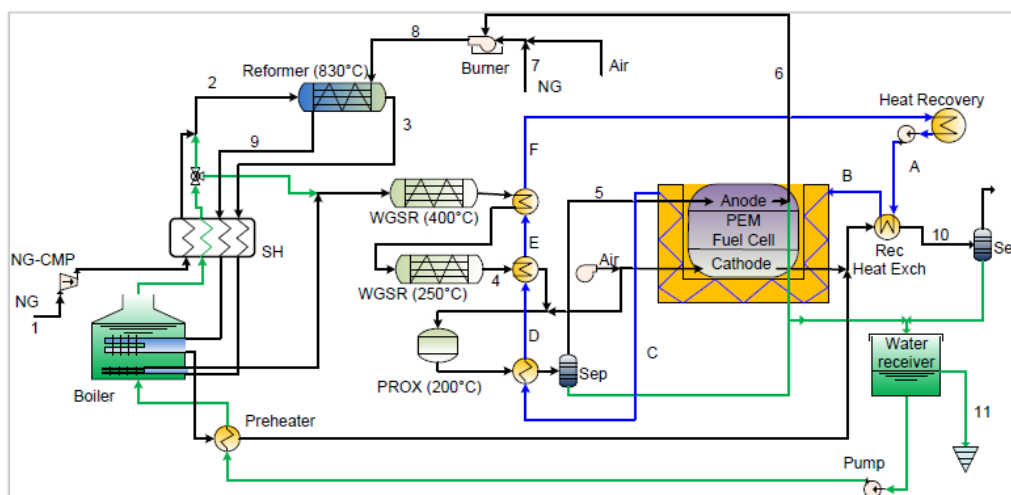 8
Burner
7
NG
Air
6
Reformer (830°C)
2
3
9
Heat Recovery
F
A
B
WGSR (400°C)
5
Anode
PEM
Fuel Cell
Cathode
Rec
Heat Exch
10
Se
NG-CMP
SH
NG
1
E
Air
WGSR (250°C)
4
D
C
PROX (200°C)
Sep
Water
receiver
Boiler
Preheater
11
Pump